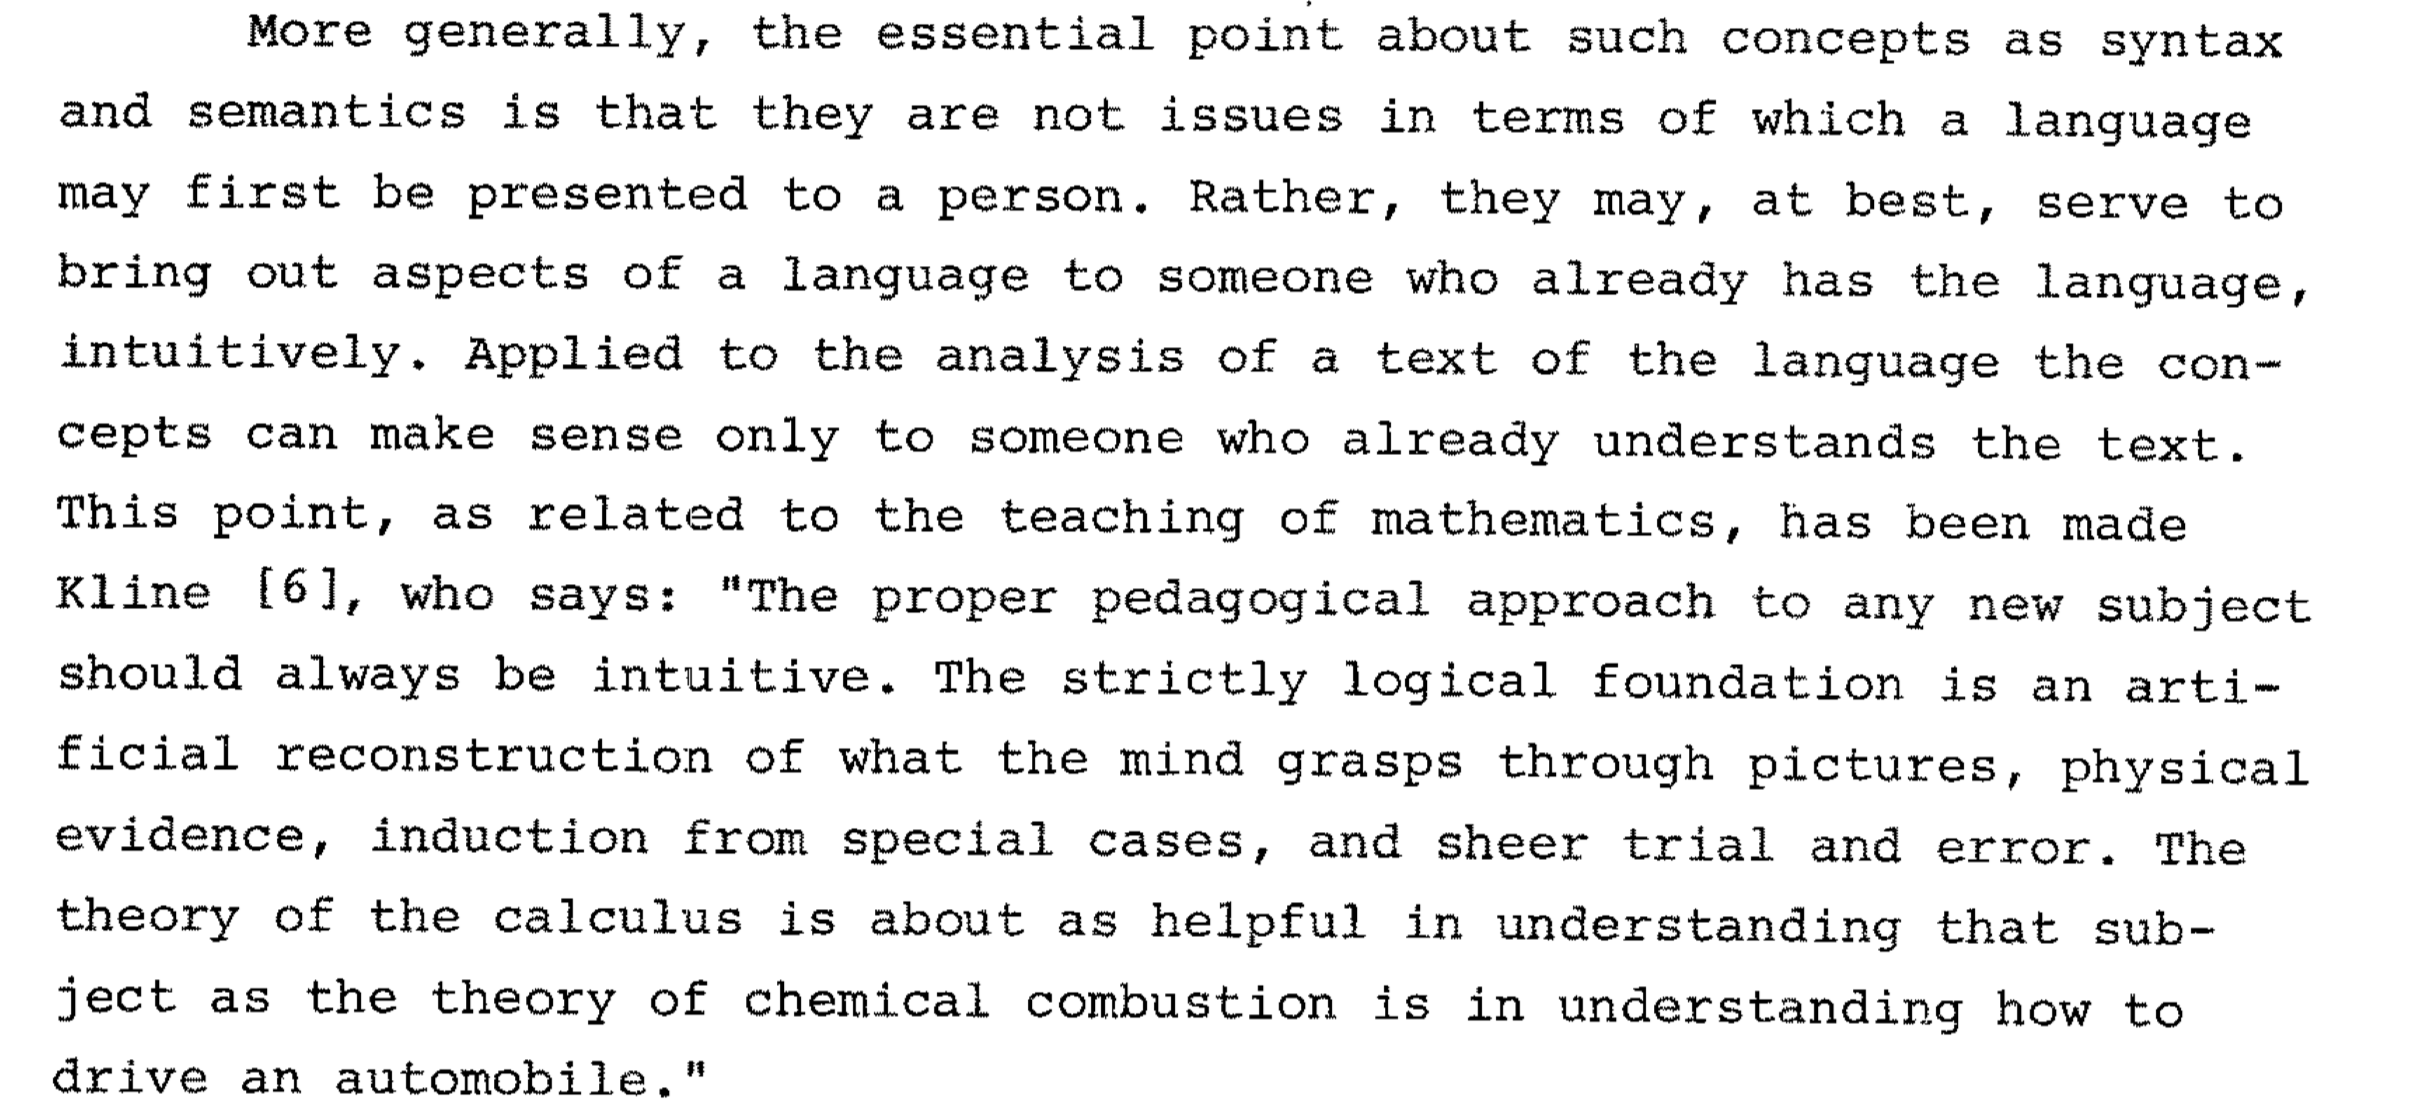 More generally, the essential point about such concepts as syntax
and semantics is that they are not issues in terms of which a language
may first be presented to a person. Rather, they may, at best, serve to
bring out aspects of a language to someone who already has the language,
intuitively. Applied to the analysis of a text of the language the con-
cepts can make sense only to someone who already understands the text.
This point, as related to the teaching of mathematics, has been made
Kline [6], who says: "The proper pedagogical approach to any new subject
should always be intuitive. The strictly logical foundation is an arti-
ficial reconstruction of what the mind grasps through pictures, physical
evidence, induction from special cases, and sheer trial and error. The
theory of the calculus is about as helpful in understanding that sub-
ject as the theory of chemical combustion is in understanding how to
drive an automobile."